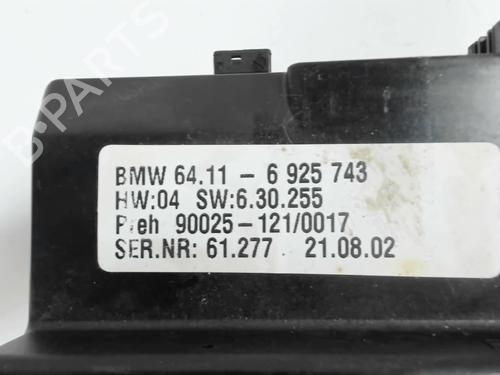 B-PARTS
BMW 64.11 - 6 925 743
HW:04 SW:6.30.255
Preh 90025-121/0017
SER.NR: 61.277 21.08.02